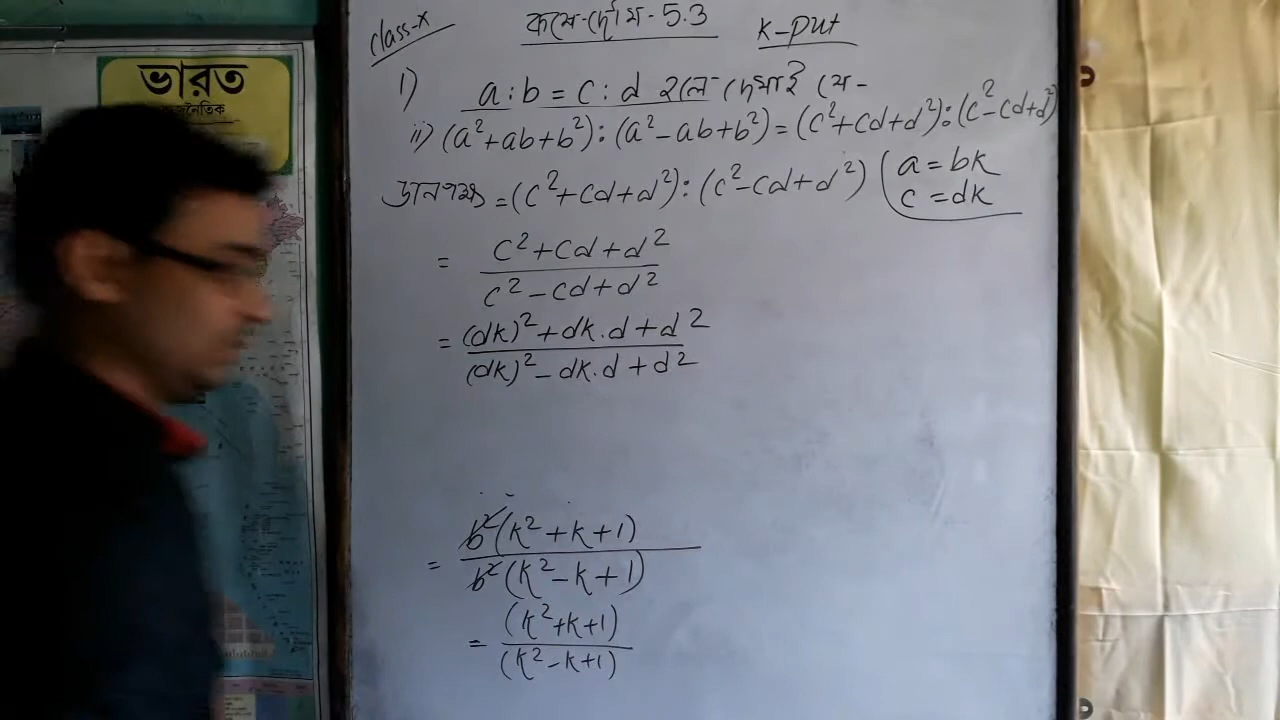 ভারত
class-x
কষে দেখি - 5.3
k-put
1) a : b = c : d হলে দেখাই যে -
ii) (a²+ab+b²) : (a²-ab+b²) = (c²+cd+d²) : (c²-cd+d²)
ডানপক্ষ = (c²+cd+d²) : (c²-cd+d²)
a = bk
c = dk
= c²+cd+d² / c²-cd+d²
= (dk)²+dk.d+d² / (dk)²-dk.d+d²
= b²(k²+k+1) / b²(k²-k+1)
= (k²+k+1) / (k²-k+1)